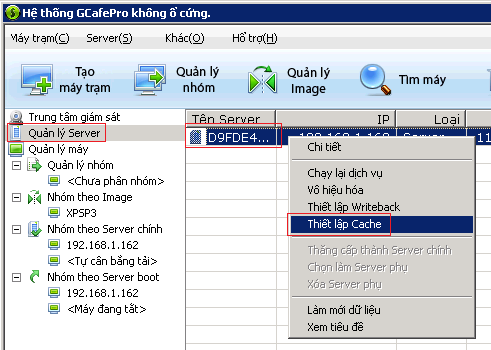 Hệ thống GCafePro không ổ cứng.
Máy trạm(C) Server(S) Khác(O) Hỗ trợ(H)
Tạo máy trạm
Quản lý nhóm
Quản lý Image
Tìm máy
Trung tâm giám sát
Quản lý Server
Quản lý máy
Quản lý nhóm
<Chưa phân nhóm>
Nhóm theo Image
XPSP3
Nhóm theo Server chính
192.168.1.162
<Tự cân bằng tải>
Nhóm theo Server boot
192.168.1.162
<Máy đang tắt>
Tên Server IP Loại
D9FDE4... 11
Chi tiết
Chạy lại dịch vụ
Vô hiệu hóa
Thiết lập Writeback
Thiết lập Cache
Thăng cấp thành Server chính
Chọn làm Server phụ
Xóa Server phụ
Làm mới dữ liệu
Xem tiêu đề